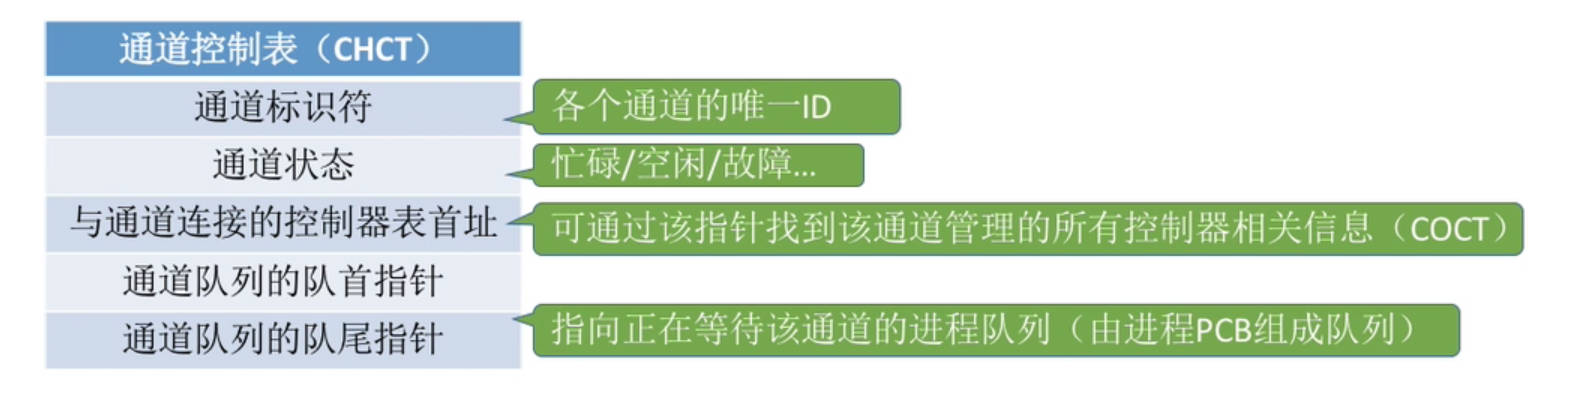 通道控制表（CHCT）
通道标识符
各个通道的唯一ID
通道状态
忙碌/空闲/故障...
与通道连接的控制器表首址
可通过该指针找到该通道管理的所有控制器相关信息（COCT）
通道队列的队首指针
通道队列的队尾指针
指向正在等待该通道的进程队列（由进程PCB组成队列）